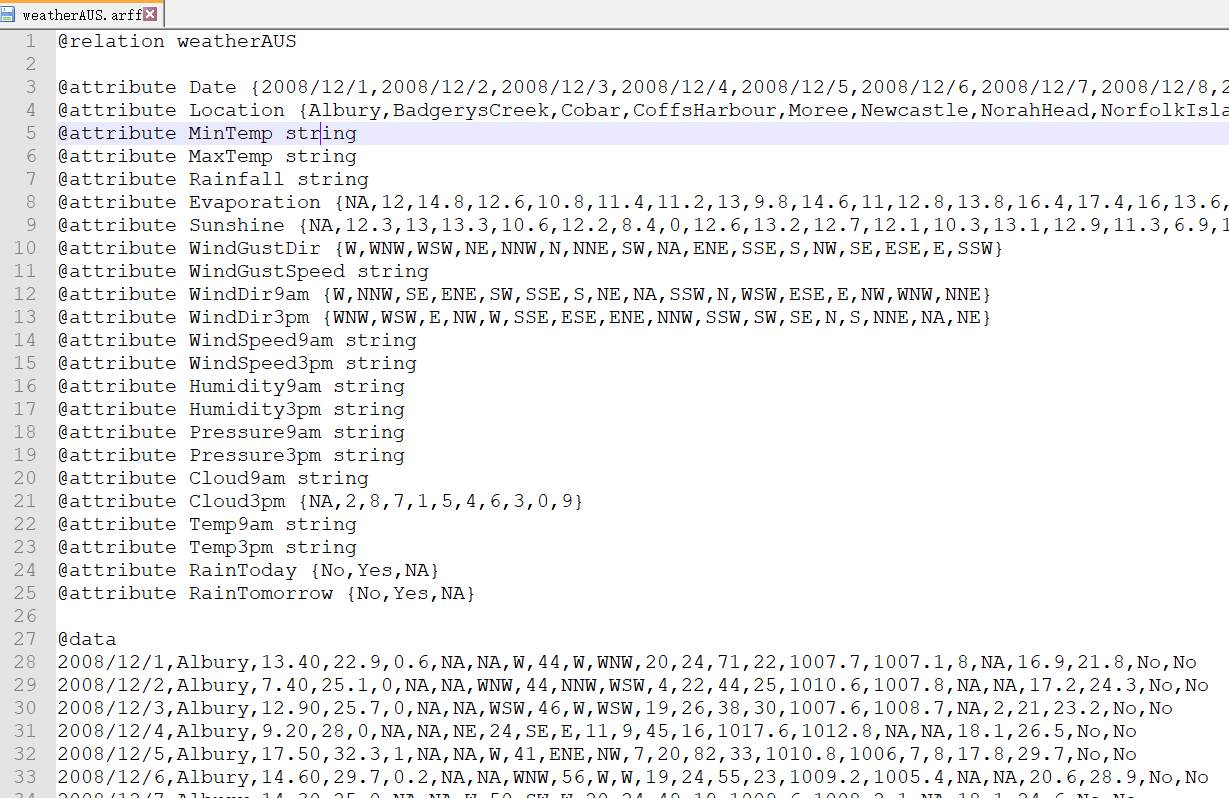 weatherAUS.arff
1 @relation weatherAUS
2
3 @attribute Date {2008/12/1,2008/12/2,2008/12/3,2008/12/4,2008/12/5,2008/12/6,2008/12/7,2008/12/8,2
4 @attribute Location {Albury,BadgerysCreek,Cobar,CoffsHarbour,Moree,Newcastle,NorahHead,NorfolkIsla
5 @attribute MinTemp string
6 @attribute MaxTemp string
7 @attribute Rainfall string
8 @attribute Evaporation {NA,12,14.8,12.6,10.8,11.4,11.2,13,9.8,14.6,11,12.8,13.8,16.4,17.4,16,13.6,
9 @attribute Sunshine {NA,12.3,13,13.3,10.6,12.2,8.4,0,12.6,13.2,12.7,12.1,10.3,13.1,12.9,11.3,6.9,1
10 @attribute WindGustDir {W,WNW,WSW,NE,NNW,N,NNE,SW,NA,ENE,SSE,S,NW,SE,ESE,E,SSW}
11 @attribute WindGustSpeed string
12 @attribute WindDir9am {W,NNW,SE,ENE,SW,SSE,S,NE,NA,SSW,N,WSW,ESE,E,NW,WNW,NNE}
13 @attribute WindDir3pm {WNW,WSW,E,NW,W,SSE,ESE,ENE,NNW,SSW,SW,SE,N,S,NNE,NA,NE}
14 @attribute WindSpeed9am string
15 @attribute WindSpeed3pm string
16 @attribute Humidity9am string
17 @attribute Humidity3pm string
18 @attribute Pressure9am string
19 @attribute Pressure3pm string
20 @attribute Cloud9am string
21 @attribute Cloud3pm {NA,2,8,7,1,5,4,6,3,0,9}
22 @attribute Temp9am string
23 @attribute Temp3pm string
24 @attribute RainToday {No,Yes,NA}
25 @attribute RainTomorrow {No,Yes,NA}
26
27 @data
28 2008/12/1,Albury,13.40,22.9,0.6,NA,NA,W,44,W,WNW,20,24,71,22,1007.7,1007.1,8,NA,16.9,21.8,No,No
29 2008/12/2,Albury,7.40,25.1,0,NA,NA,WNW,44,NNW,WSW,4,22,44,25,1010.6,1007.8,NA,NA,17.2,24.3,No,No
30 2008/12/3,Albury,12.90,25.7,0,NA,NA,WSW,46,W,WSW,19,26,38,30,1007.6,1008.7,NA,2,21,23.2,No,No
31 2008/12/4,Albury,9.20,28,0,NA,NA,NE,24,SE,E,11,9,45,16,1017.6,1012.8,NA,NA,18.1,26.5,No,No
32 2008/12/5,Albury,17.50,32.3,1,NA,NA,W,41,ENE,NW,7,20,82,33,1010.8,1006,7,8,17.8,29.7,No,No
33 2008/12/6,Albury,14.60,29.7,0.2,NA,NA,WNW,56,W,W,19,24,55,23,1009.2,1005.4,NA,NA,20.6,28.9,No,No